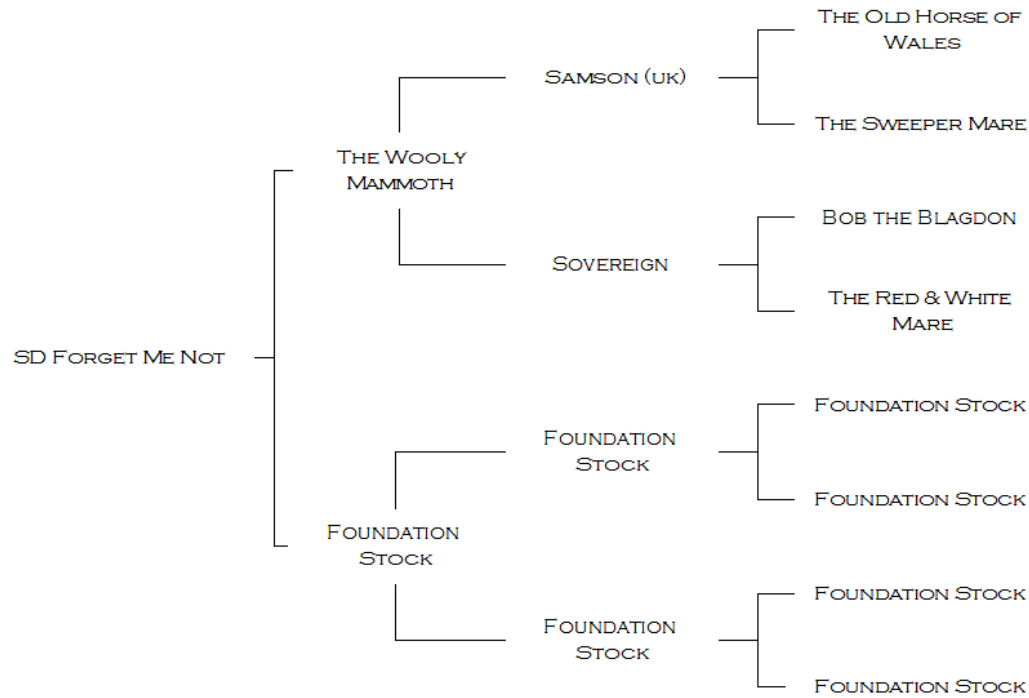 The Old Horse of
Wales
Samson (uk)
The Sweeper Mare
The Wooly
Mammoth
Bob the Blagdon
Sovereign
The Red & White
Mare
SD Forget Me Not
Foundation Stock
Foundation
Stock
Foundation Stock
Foundation
Stock
Foundation Stock
Foundation
Stock
Foundation Stock